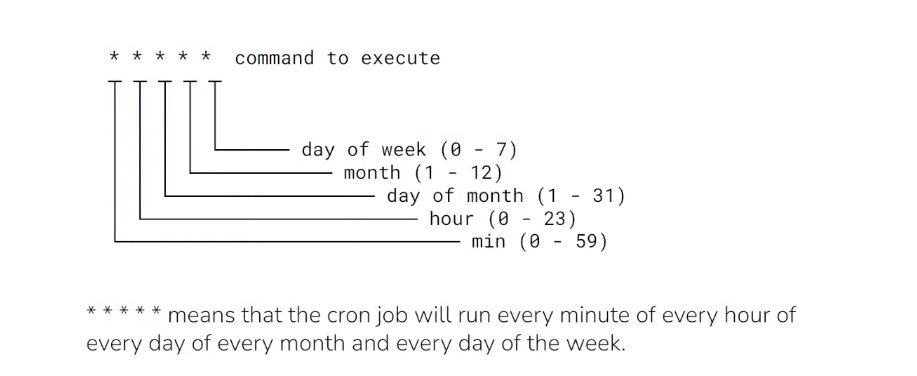 * * * * * command to execute
day of week (0 - 7)
month (1 - 12)
day of month (1 - 31)
hour (0 - 23)
min (0 - 59)
* * * * * means that the cron job will run every minute of every hour of
every day of every month and every day of the week.